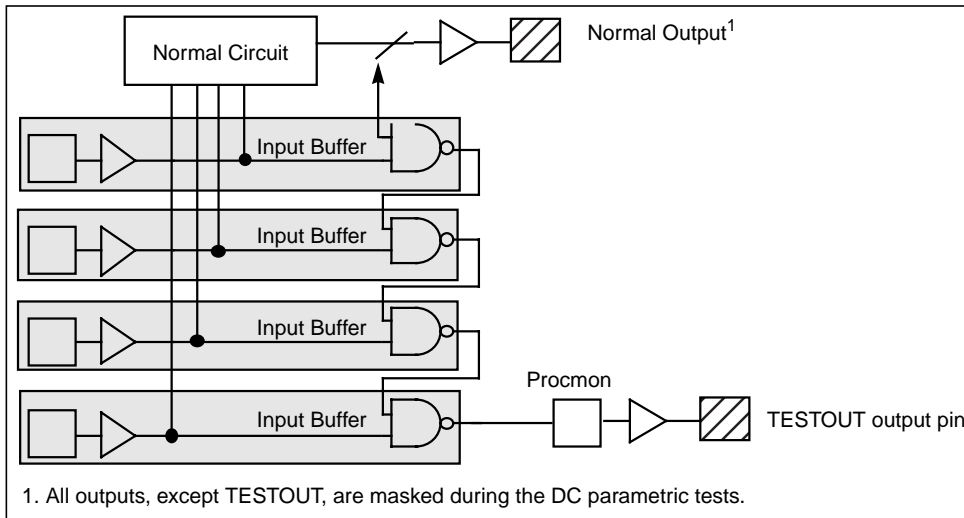 Normal Circuit
Normal Output1
Input Buffer
Input Buffer
Input Buffer
Procmon
Input Buffer
TESTOUT output pin
1. All outputs, except TESTOUT, are masked during the DC parametric tests.